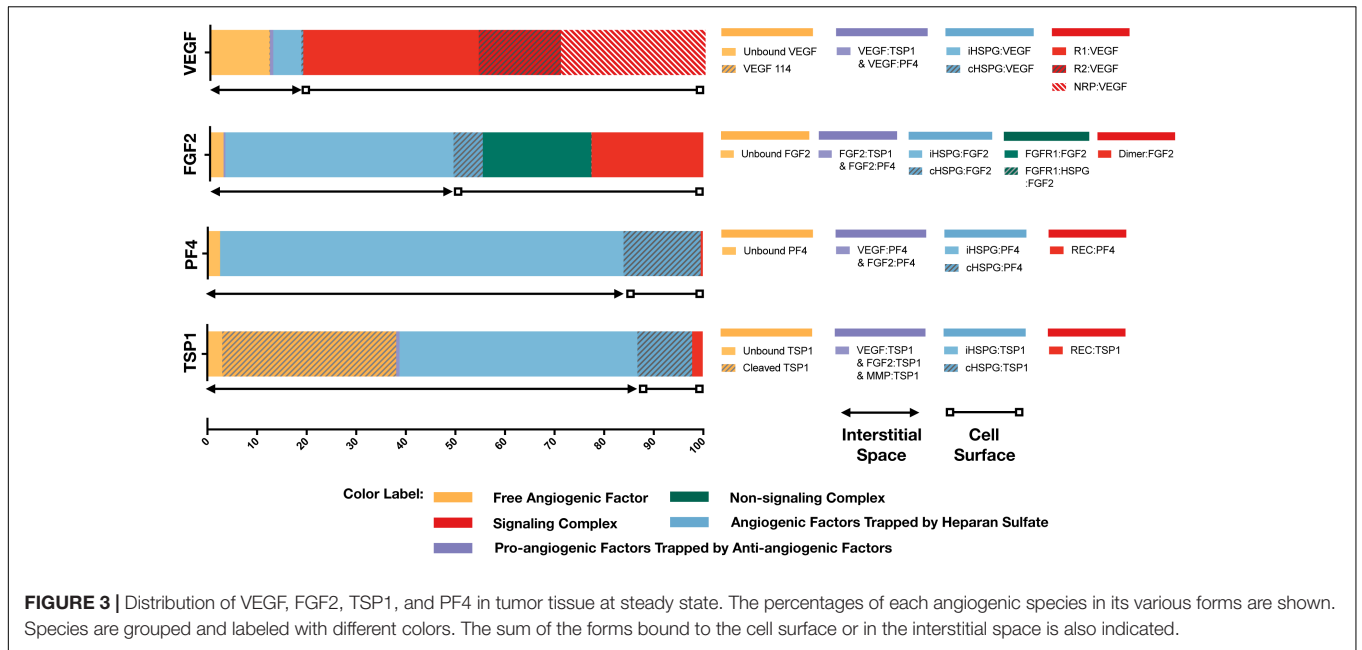 VEGF
Unbound VEGF
VEGF 114
VEGF:TSP1
& VEGF:PF4
iHSPG:VEGF
cHSPG:VEGF
R1:VEGF
R2:VEGF
NRP:VEGF
FGF2
Unbound FGF2
FGF2:TSP1
& FGF2:PF4
iHSPG:FGF2
cHSPG:FGF2
FGFR1:FGF2
FGFR1:HSPG
:FGF2
Dimer:FGF2
PF4
Unbound PF4
VEGF:PF4
& FGF2:PF4
iHSPG:PF4
cHSPG:PF4
REC:PF4
TSP1
Unbound TSP1
Cleaved TSP1
VEGF:TSP1
& FGF2:TSP1
& MMP:TSP1
iHSPG:TSP1
cHSPG:TSP1
REC:TSP1
0 10 20 30 40 50 60 70 80 90 100
Interstitial
Space
Cell
Surface
Color Label:
Free Angiogenic Factor
Non-signaling Complex
Signaling Complex
Angiogenic Factors Trapped by Heparan Sulfate
Pro-angiogenic Factors Trapped by Anti-angiogenic Factors
FIGURE 3 | Distribution of VEGF, FGF2, TSP1, and PF4 in tumor tissue at steady state. The percentages of each angiogenic species in its various forms are shown.
Species are grouped and labeled with different colors. The sum of the forms bound to the cell surface or in the interstitial space is also indicated.